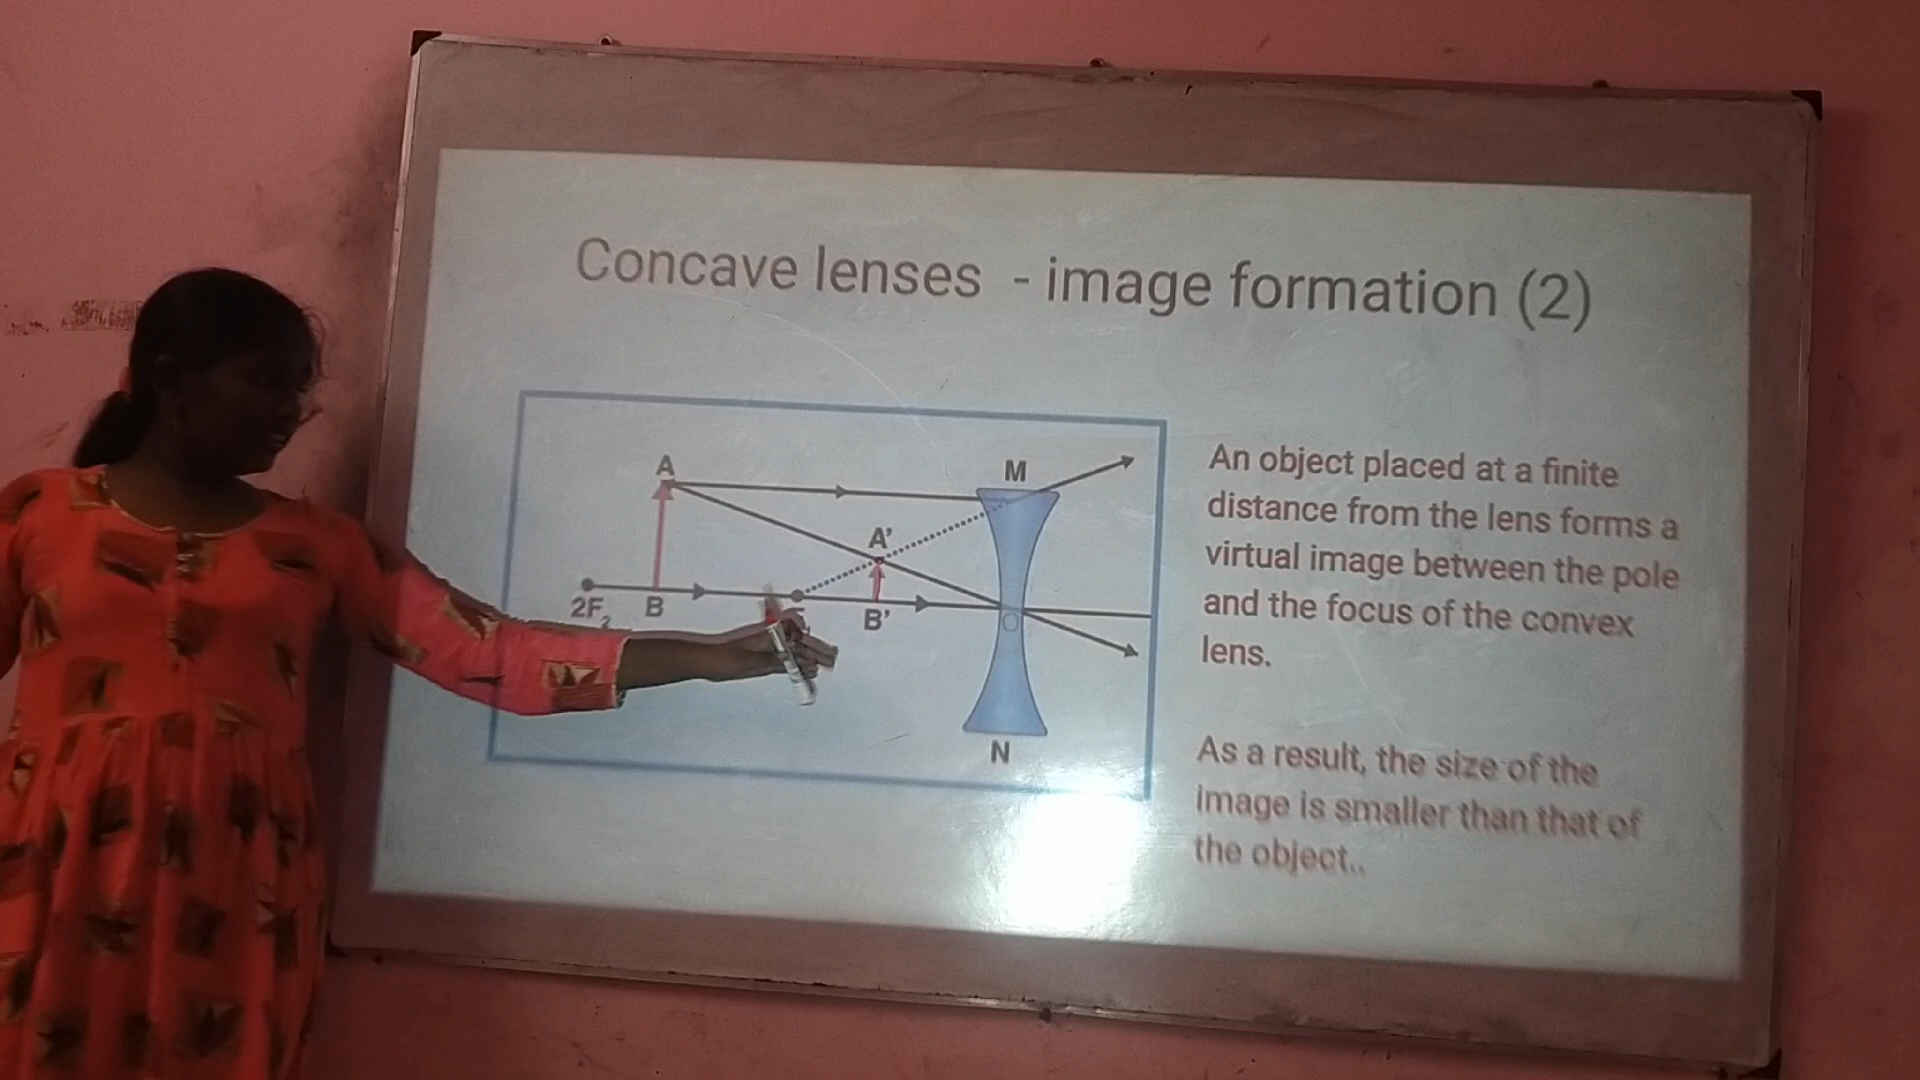 Concave lenses - image formation (2)
A
M
A'
2F2
B
B'
O
N
An object placed at a finite
distance from the lens forms a
virtual image between the pole
and the focus of the convex
lens.
As a result, the size of the
image is smaller than that of
the object..